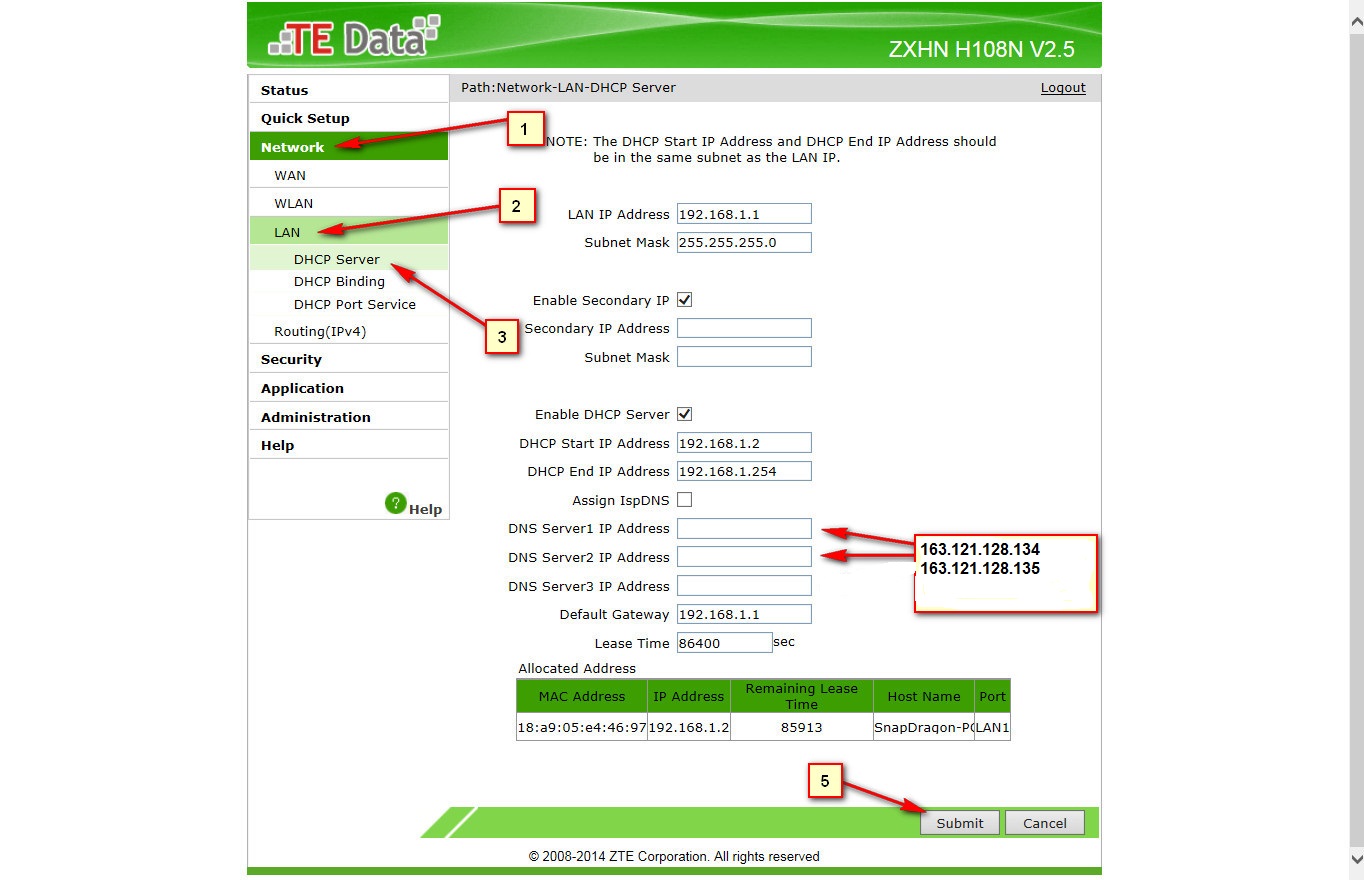 TE Data
ZXHN H108N V2.5
Status
Path:Network-LAN-DHCP Server
Logout
Quick Setup
1
Network
NOTE: The DHCP Start IP Address and DHCP End IP Address should
be in the same subnet as the LAN IP.
WAN
WLAN
2
LAN
LAN IP Address 192.168.1.1
Subnet Mask 255.255.255.0
DHCP Server
DHCP Binding
DHCP Port Service
Routing(IPv4)
3
Enable Secondary IP
Secondary IP Address
Subnet Mask
Security
Application
Administration
Help
? Help
Enable DHCP Server
DHCP Start IP Address 192.168.1.2
DHCP End IP Address 192.168.1.254
Assign IspDNS
DNS Server1 IP Address
DNS Server2 IP Address
163.121.128.134
163.121.128.135
DNS Server3 IP Address
Default Gateway 192.168.1.1
Lease Time 86400 sec
Allocated Address
MAC Address IP Address Remaining Lease Time Host Name Port
18:a9:05:e4:46:97 192.168.1.2 85913 SnapDragon-PC LAN1
5
Submit Cancel
© 2008-2014 ZTE Corporation. All rights reserved